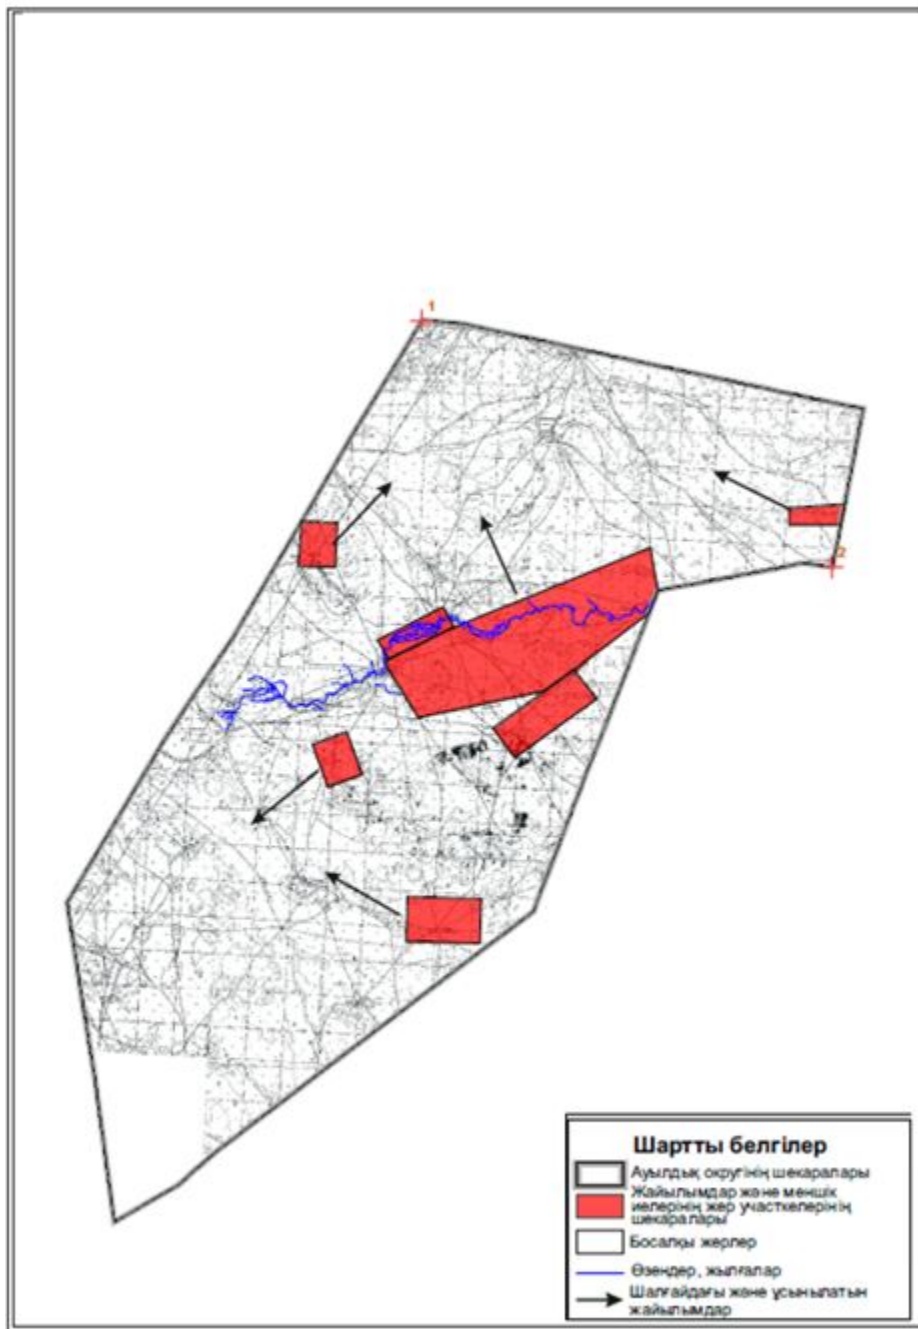 1
2
Шартты белгілер
Ауылдық округінің шекаралары
Жайылымдар және меншік
иелерінің жер участкелерінің
шекаралары
Босалқы жерлер
Өзендер, жылғалар
Шалғайдағы және ұсынылатын
жайылымдар